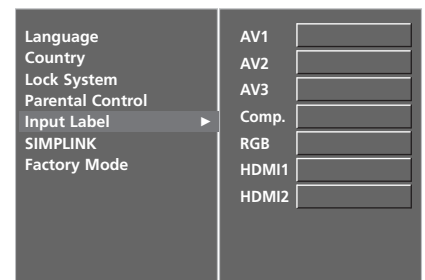 Language
Country
Lock System
Parental Control
Input Label ►
SIMPLINK
Factory Mode
AV1
AV2
AV3
Comp.
RGB
HDMI1
HDMI2